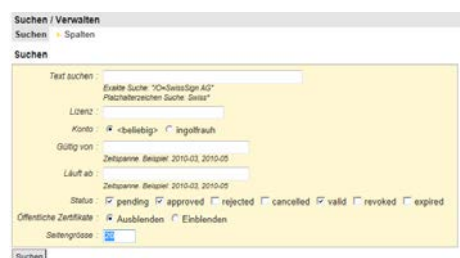 Suchen / Verwalten
Suchen Spalten
Suchen
Text suchen :
Exakte Suche: "/O=SwissSign AG"
Platzhalterzeichen Suche: Swiss*
Lizenz :
Konto : <beliebig> ingolfrauh
Gültig von :
Zeitspanne. Beispiel: 2010-03, 2010-05
Läuft ab :
Zeitspanne. Beispiel: 2010-03, 2010-05
Status : pending approved rejected cancelled valid revoked expired
Öffentliche Zertifikate : Ausblenden Einblenden
Seitengrösse : 20
Suchen